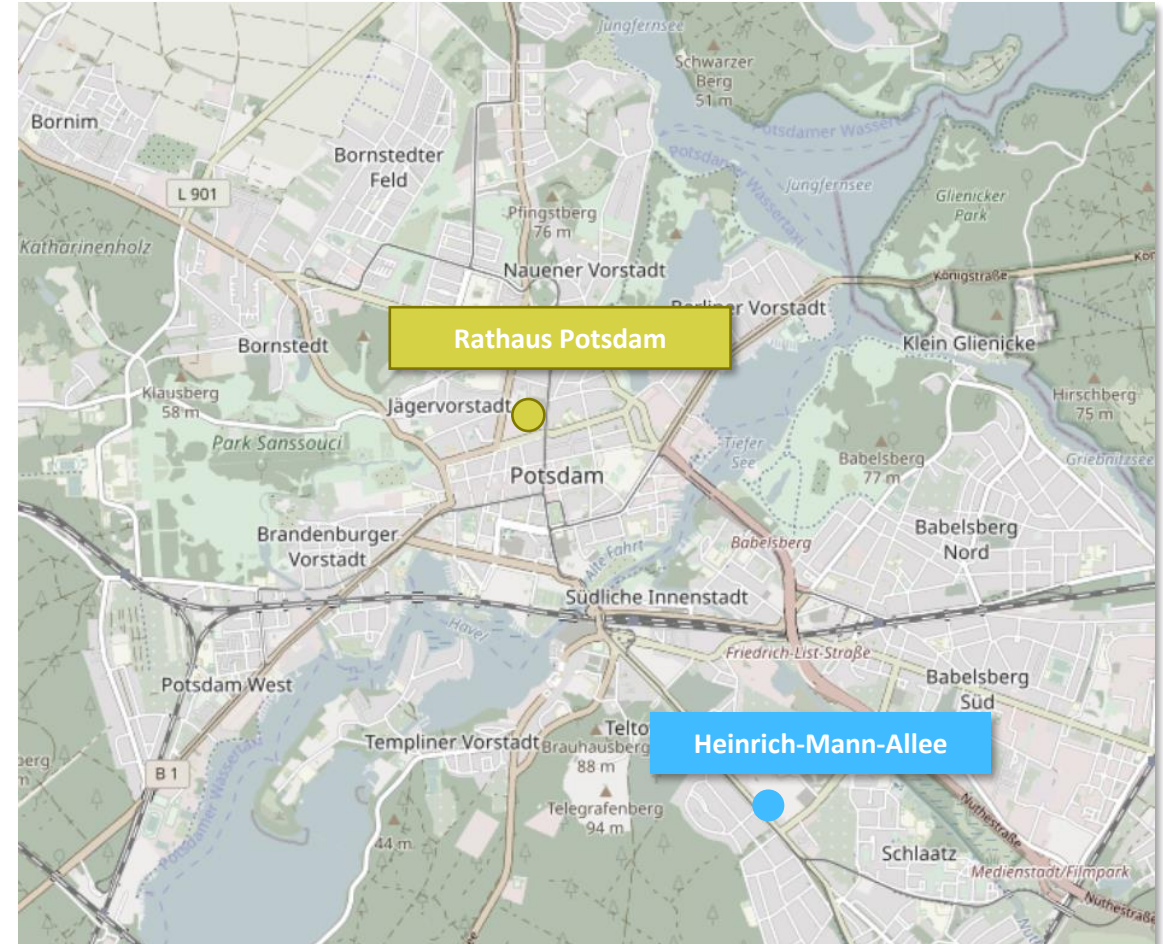 Jungfernsee
Schwarzer
Berg
51 m
Bornim
Potsdamer Wasser
Bornstedter
Feld
Potsdamer Wassertaxi
Jungfernsee
L 901
Glienicker
Park
Pfingstberg
76 m
Katharinenholz
Nauener Vorstadt
Königstraße
Kön
Berliner Vorstadt
Rathaus Potsdam
Bornstedt
Klein Glienicke
Klausberg
58 m
Hirschberg
75 m
Jägervorstadt
Park Sanssouci
Tiefer
See
Babelsberg
77 m
Griebnitzsee
Potsdam
Brandenburger
Vorstadt
Babelsberg
Babelsberg
Nord
Alte Fahrt
Südliche Innenstadt
Havel
Friedrich-List-Straße
Potsdam West
Babelsberg
Süd
Telto
Templiner Vorstadt
Brauhausberg
88 m
Heinrich-Mann-Allee
berg
m
B 1
Potsdamer Wassertaxi
Telegrafenberg
94 m
44 m
Nuthestraße
Schlaatz
Medienstadt/Filmpark
Nuthestraße
Nut